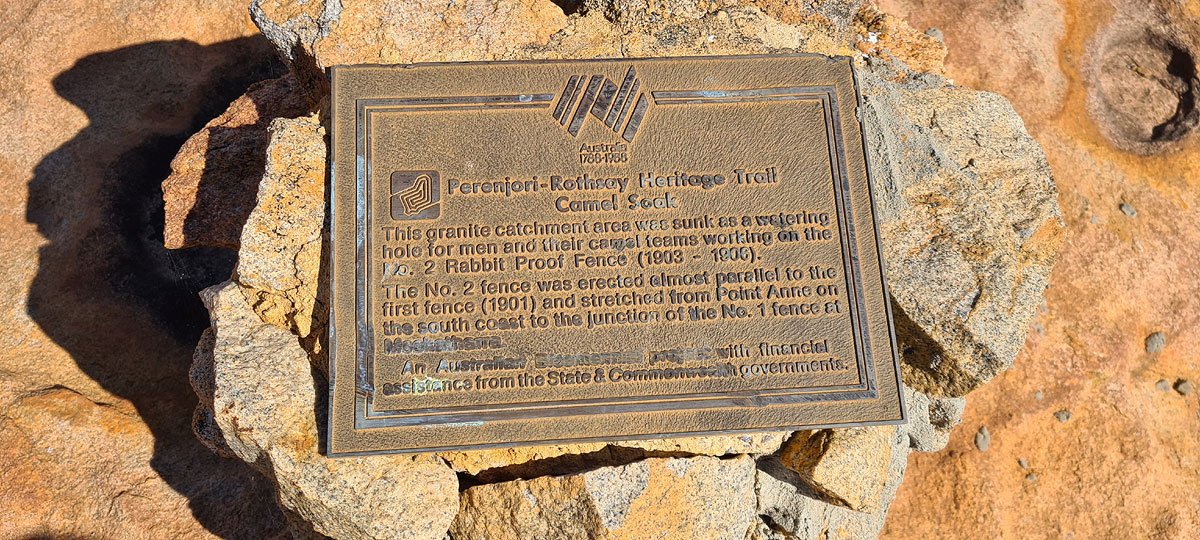 Australia
1788-1988
Perenjori-Rothsay Heritage Trail
Camel Soak
This granite catchment area was sunk as a watering
hole for men and their camel teams working on the
No. 2 Rabbit Proof Fence (1903 - 1906).
The No. 2 fence was erected almost parallel to the
first fence (1901) and stretched from Point Anne on
the south coast to the junction of the No. 1 fence at
Meekatharra.
An Australian Bicentennial project with financial
assistance from the State & Commonwealth governments.